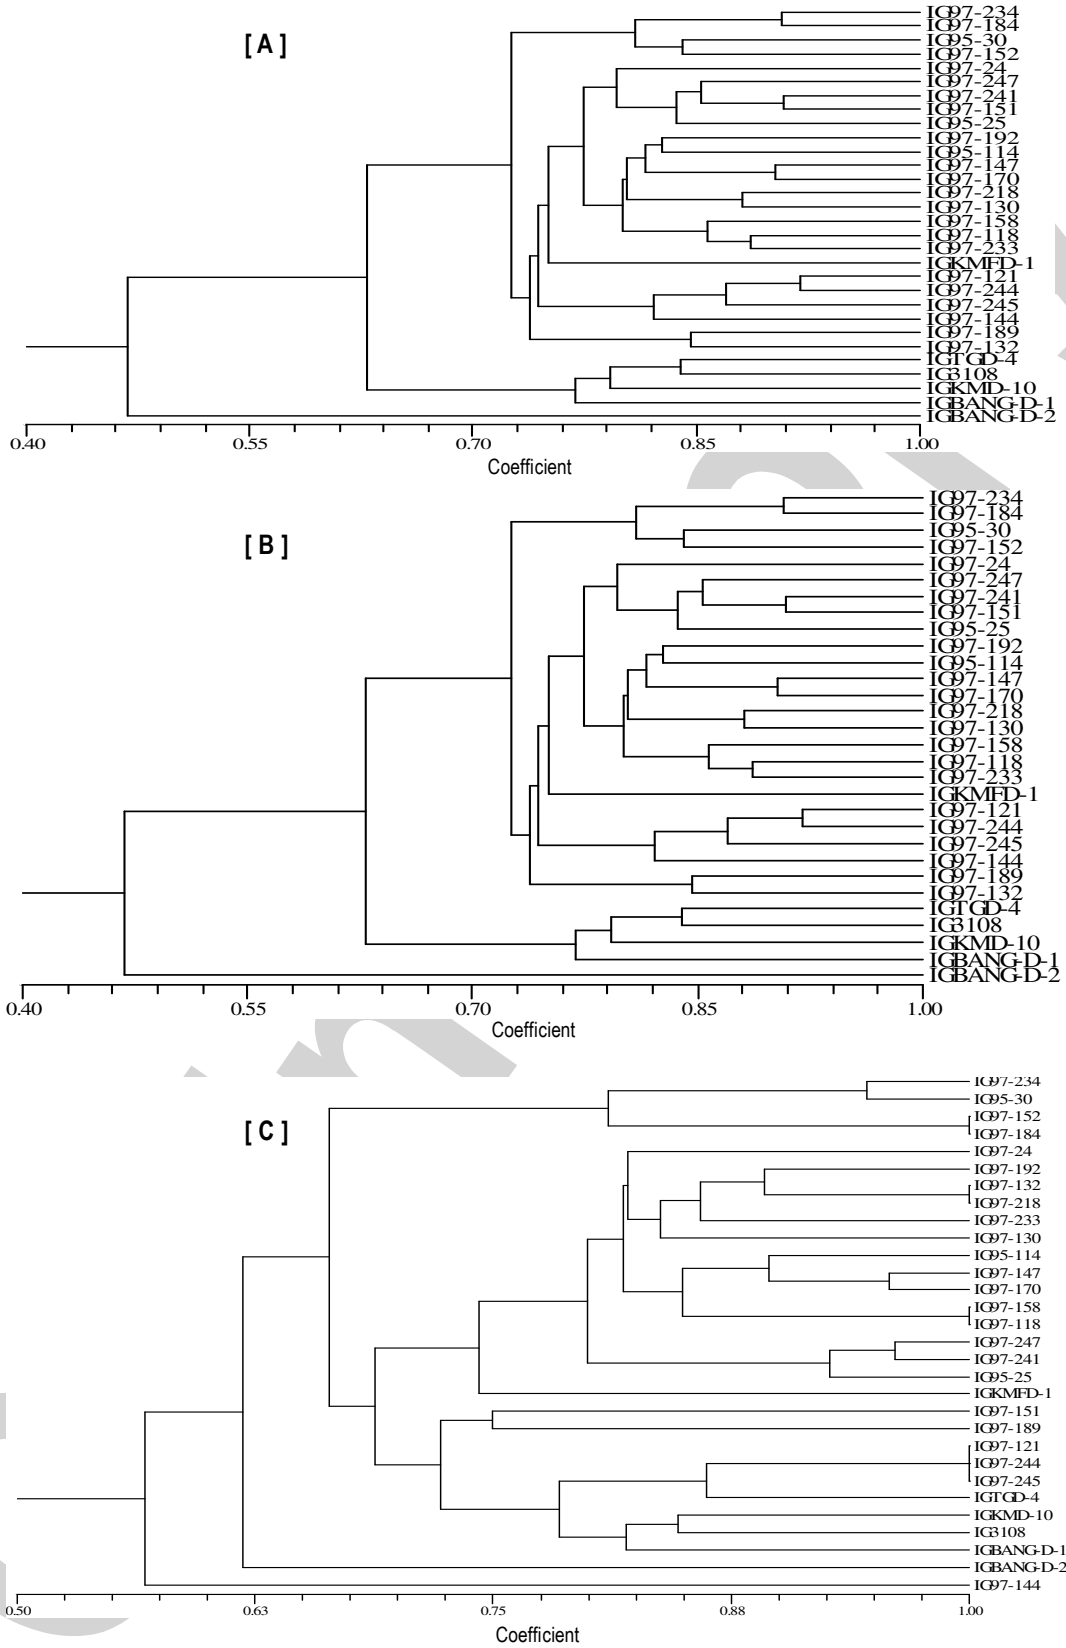 [ A ]
IG97-234
IG97-184
IG95-30
IG97-152
IG97-24
IG97-247
IG97-241
IG97-151
IG95-25
IG97-192
IG95-114
IG97-147
IG97-170
IG97-218
IG97-130
IG97-158
IG97-118
IG97-233
IGKMFD-1
IG97-121
IG97-244
IG97-245
IG97-144
IG97-189
IG97-132
IGTGD-4
IG3108
IGKMD-10
IGBANG-D-1
IGBANG-D-2
0.40 0.55 0.70 0.85 1.00
Coefficient
[ B ]
IG97-234
IG97-184
IG95-30
IG97-152
IG97-24
IG97-247
IG97-241
IG97-151
IG95-25
IG97-192
IG95-114
IG97-147
IG97-170
IG97-218
IG97-130
IG97-158
IG97-118
IG97-233
IGKMFD-1
IG97-121
IG97-244
IG97-245
IG97-144
IG97-189
IG97-132
IGTGD-4
IG3108
IGKMD-10
IGBANG-D-1
IGBANG-D-2
0.40 0.55 0.70 0.85 1.00
Coefficient
[ C ]
IG97-234
IG95-30
IG97-152
IG97-184
IG97-24
IG97-192
IG97-132
IG97-218
IG97-233
IG97-130
IG95-114
IG97-147
IG97-170
IG97-158
IG97-118
IG97-247
IG97-241
IG95-25
IGKMFD-1
IG97-151
IG97-189
IG97-121
IG97-244
IG97-245
IGTGD-4
IGKMD-10
IG3108
IGBANG-D-1
IGBANG-D-2
IG97-144
0.50 0.63 0.75 0.88 1.00
Coefficient